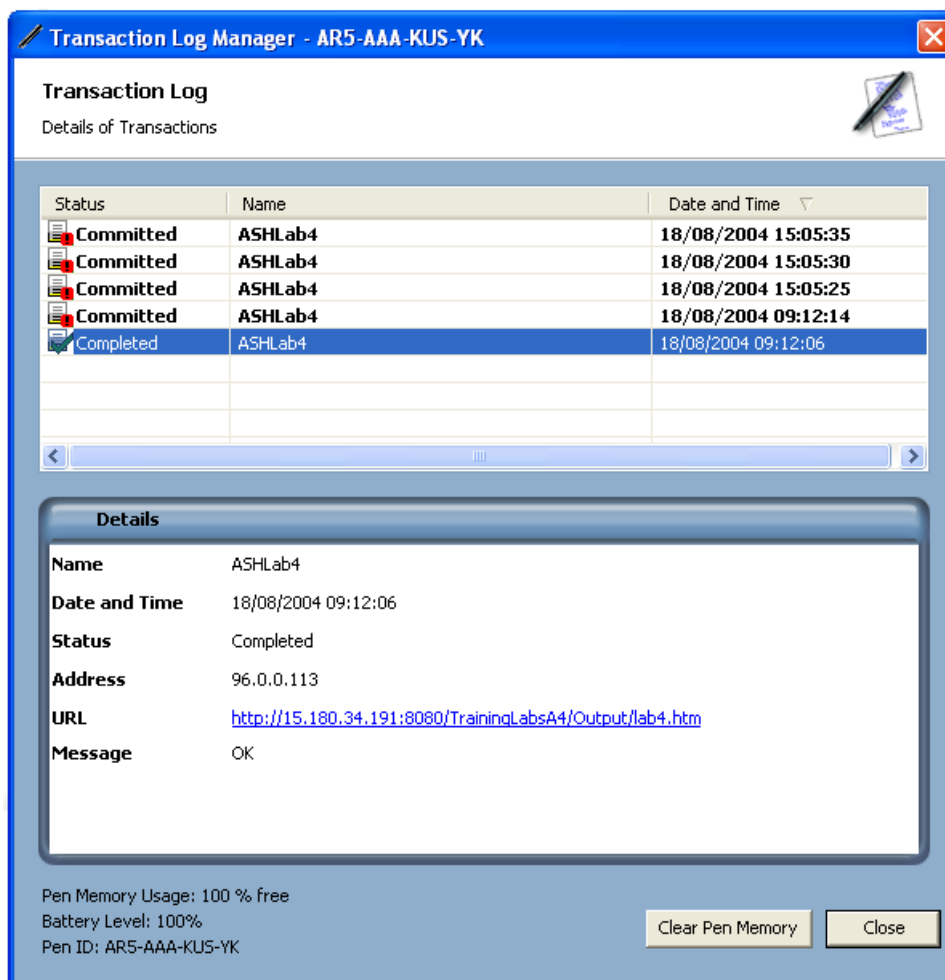 Transaction Log Manager - AR5-AAA-KUS-YK
Transaction Log
Details of Transactions
Status Name Date and Time
Committed ASHLab4 18/08/2004 15:05:35
Committed ASHLab4 18/08/2004 15:05:30
Committed ASHLab4 18/08/2004 15:05:25
Committed ASHLab4 18/08/2004 09:12:14
Completed ASHLab4 18/08/2004 09:12:06
Details
Name ASHLab4
Date and Time 18/08/2004 09:12:06
Status Completed
Address 96.0.0.113
URL http://15.180.34.191:8080/TrainingLabsA4/Output/lab4.htm
Message OK
Pen Memory Usage: 100 % free
Battery Level: 100%
Pen ID: AR5-AAA-KUS-YK
Clear Pen Memory Close